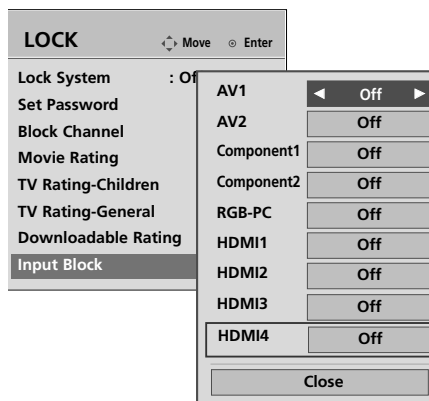 LOCK
Move Enter
Lock System : Of
Set Password
Block Channel
Movie Rating
TV Rating-Children
TV Rating-General
Downloadable Rating
Input Block
AV1 ◄ Off ►
AV2 Off
Component1 Off
Component2 Off
RGB-PC Off
HDMI1 Off
HDMI2 Off
HDMI3 Off
HDMI4 Off
Close